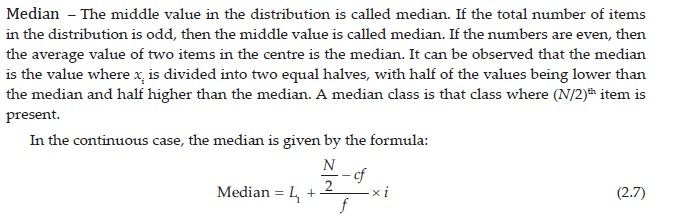 Median – The middle value in the distribution is called median. If the total number of items
in the distribution is odd, then the middle value is called median. If the numbers are even, then
the average value of two items in the centre is the median. It can be observed that the median
is the value where xᵢ is divided into two equal halves, with half of the values being lower than
the median and half higher than the median. A median class is that class where (N/2)ᵗʰ item is
present.
In the continuous case, the median is given by the formula:
Median = L₁ + (N/2 – cf)/f × i (2.7)